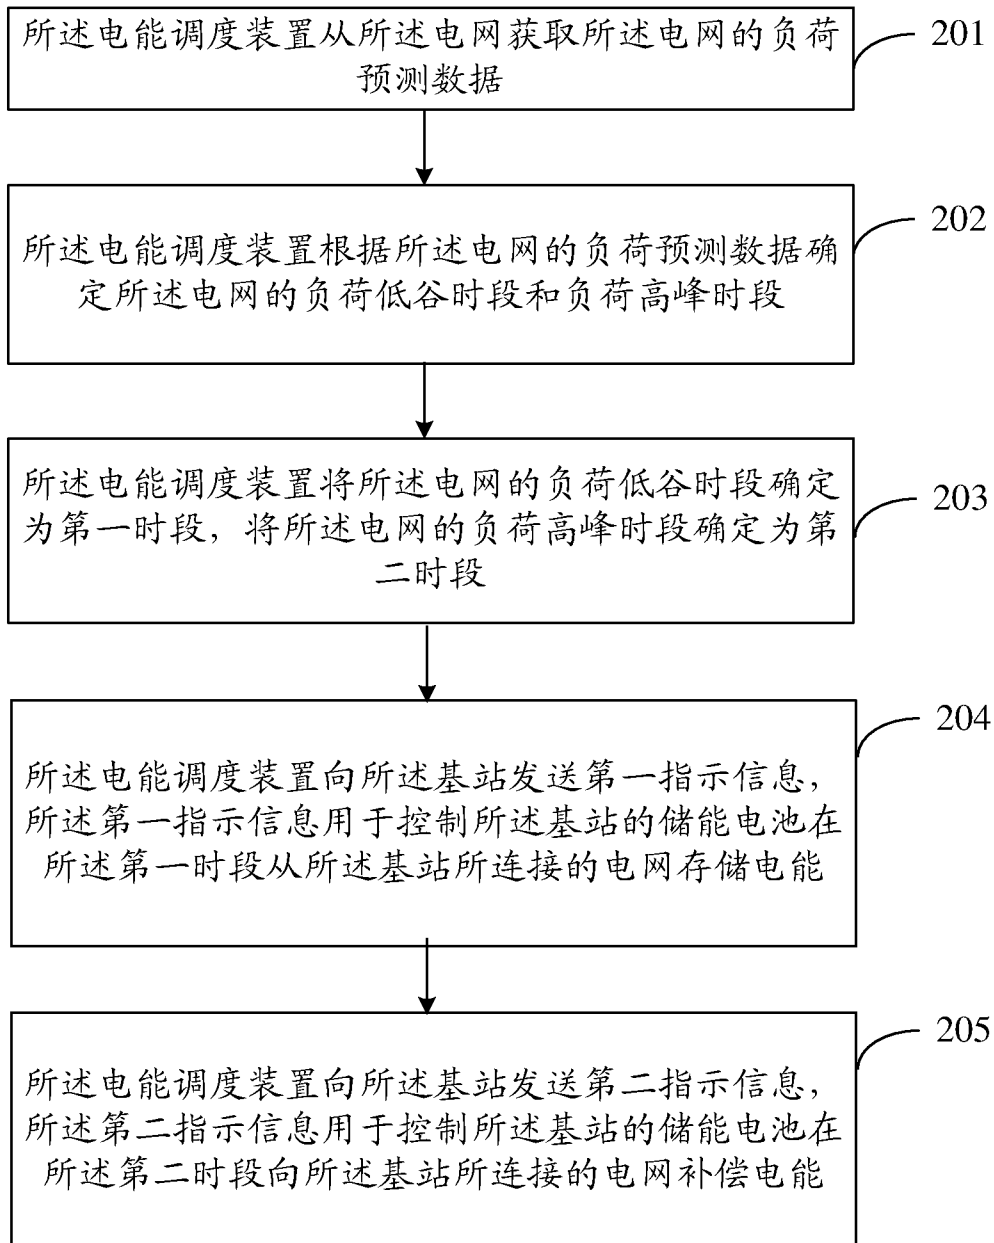 所述电能调度装置从所述电网获取所述电网的负荷
预测数据
201
所述电能调度装置根据所述电网的负荷预测数据确
定所述电网的负荷低谷时段和负荷高峰时段
202
所述电能调度装置将所述电网的负荷低谷时段确定
为第一时段，将所述电网的负荷高峰时段确定为第
二时段
203
所述电能调度装置向所述基站发送第一指示信息，
所述第一指示信息用于控制所述基站的储能电池在
所述第一时段从所述基站所连接的电网存储电能
204
所述电能调度装置向所述基站发送第二指示信息，
所述第二指示信息用于控制所述基站的储能电池在
所述第二时段向所述基站所连接的电网补偿电能
205